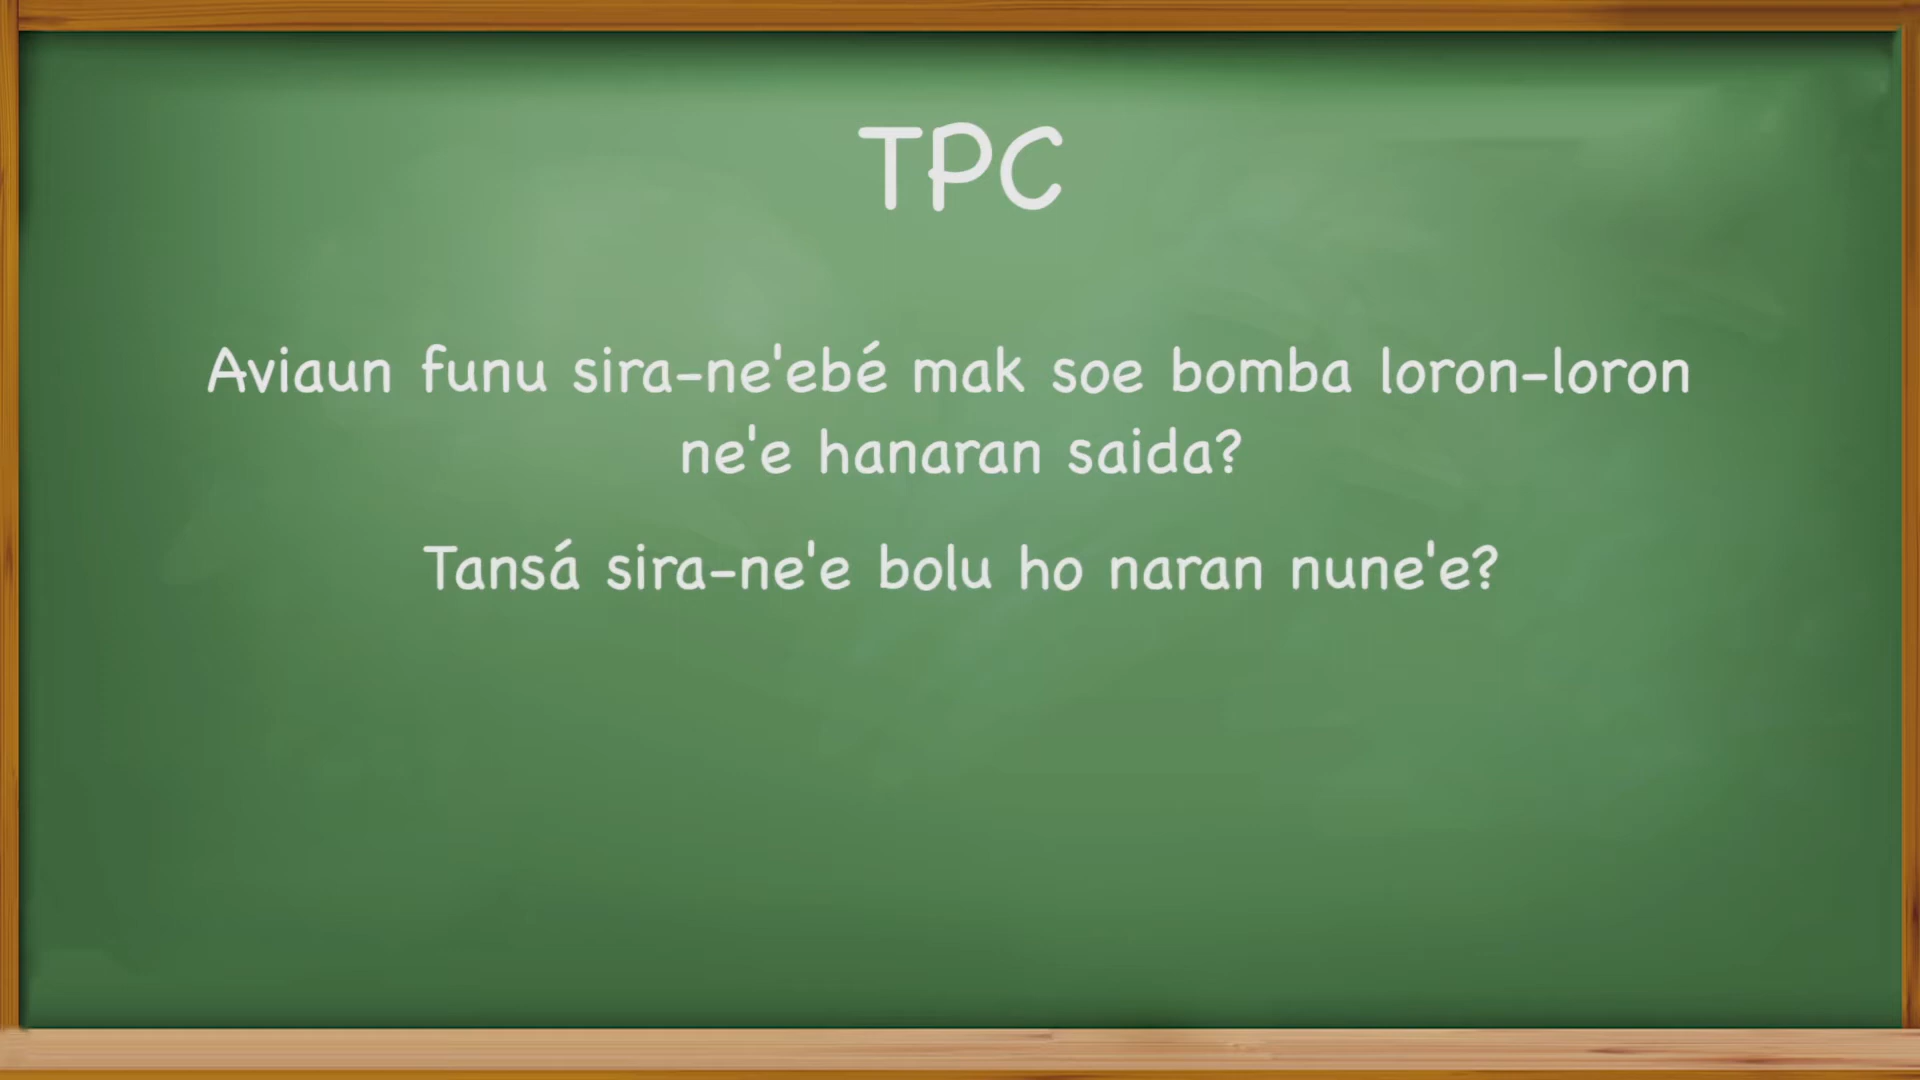 TPC
Aviaun funu sira-ne'ebé mak soe bomba loron-loron
ne'e hanaran saida?
Tansá sira-ne'e bolu ho naran nune'e?